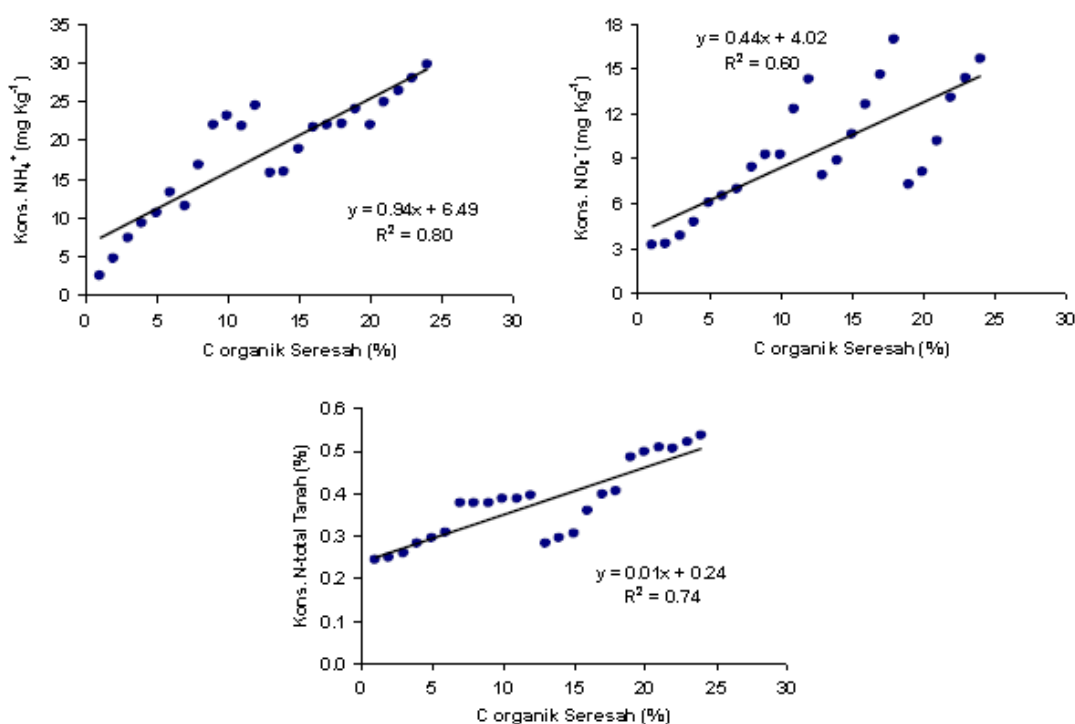 35
30
25
20
15
10
5
0
Kons. NH₄⁺ (mg Kg⁻¹)
y = 0.94x + 6.49
R² = 0.80
0 5 10 15 20 25 30
C organik Seresah (%)
18
15
12
9
6
3
0
Kons. NO₃⁻ (mg Kg⁻¹)
y = 0.44x + 4.02
R² = 0.60
0 5 10 15 20 25 30
C organik Seresah (%)
0.6
0.5
0.4
0.3
0.2
0.1
0.0
Kons. N-total Tanah (%)
y = 0.01x + 0.24
R² = 0.74
0 5 10 15 20 25 30
C organik Seresah (%)